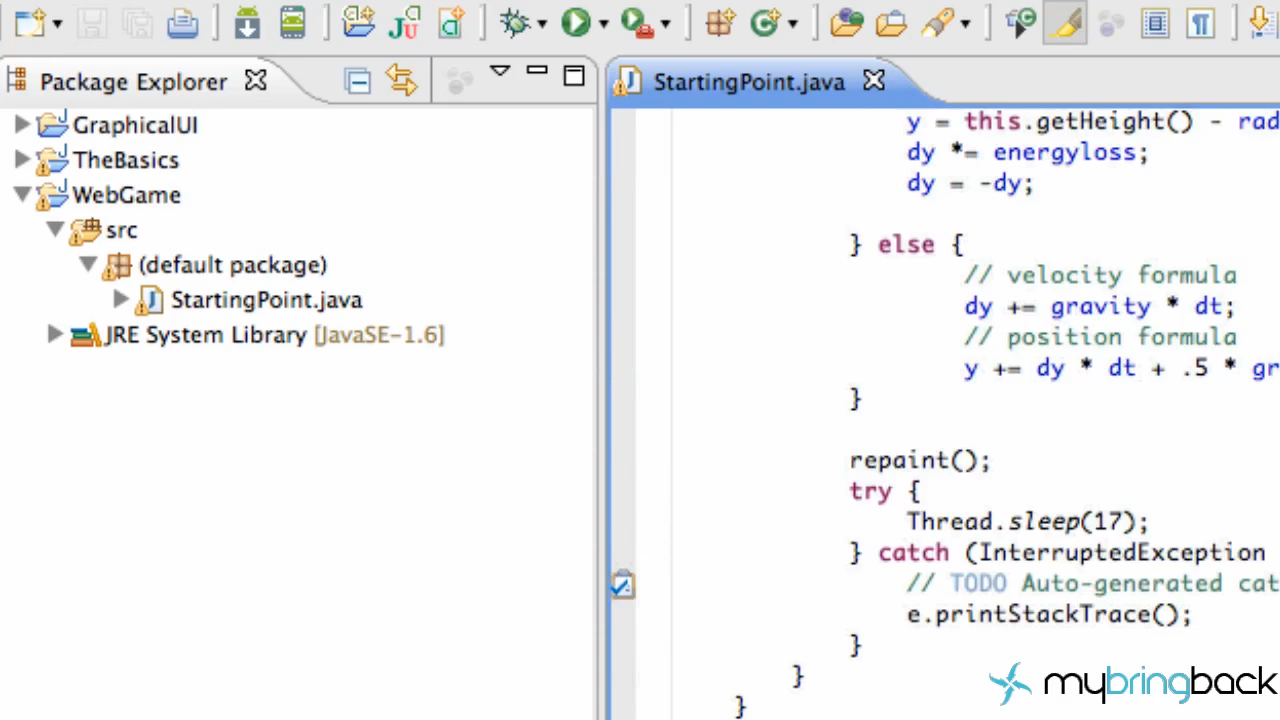 Package Explorer
StartingPoint.java
GraphicalUI
TheBasics
WebGame
src
(default package)
StartingPoint.java
JRE System Library [JavaSE-1.6]
y = this.getHeight() - rad
dy *= energyloss;
dy = -dy;
} else {
// velocity formula
dy += gravity * dt;
// position formula
y += dy * dt + .5 * gr
}
repaint();
try {
Thread.sleep(17);
} catch (InterruptedException
// TODO Auto-generated cat
e.printStackTrace();
}
}
}
mybringback